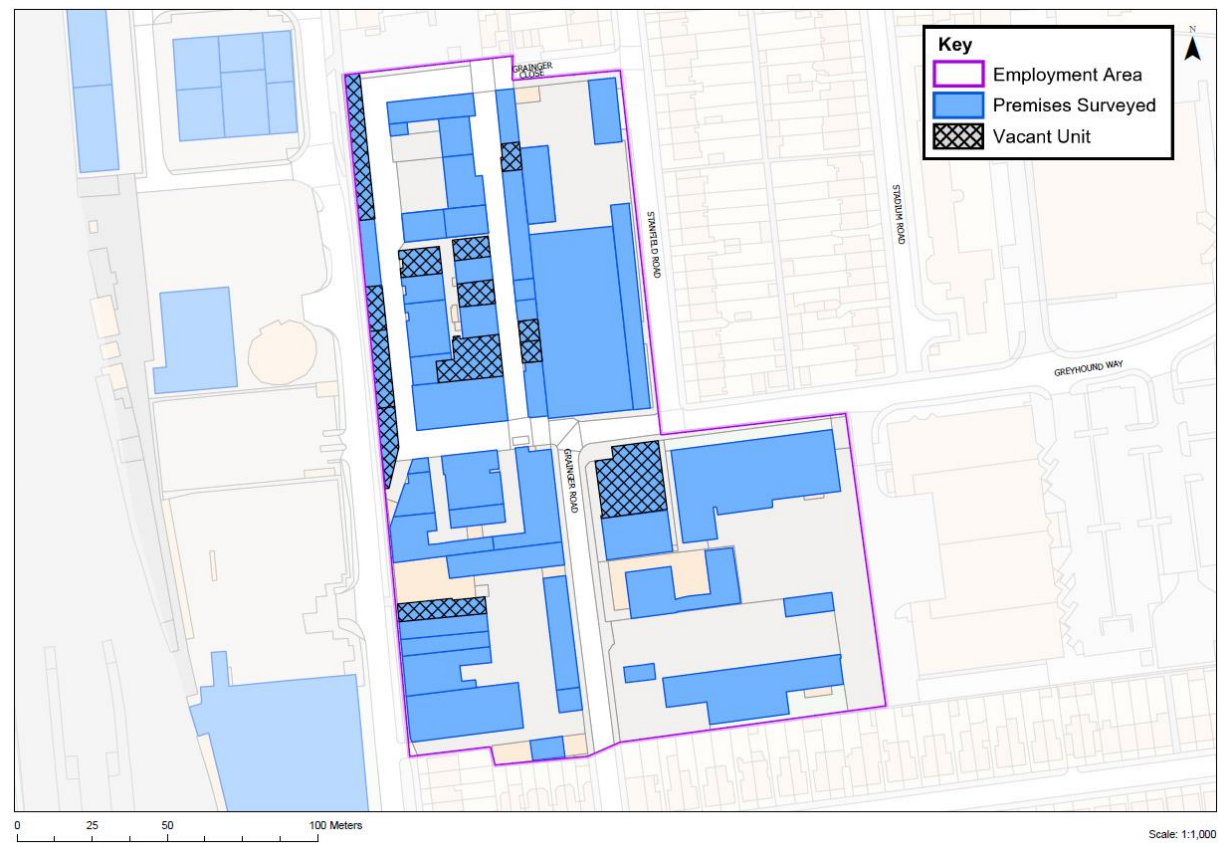 Key
Employment Area
Premises Surveyed
Vacant Unit
N
GRAINGER
CLOSE
STANFIELD ROAD
STADIUM ROAD
GREYHOUND WAY
GRAINGER ROAD
0 25 50 100 Meters
Scale: 1:1,000